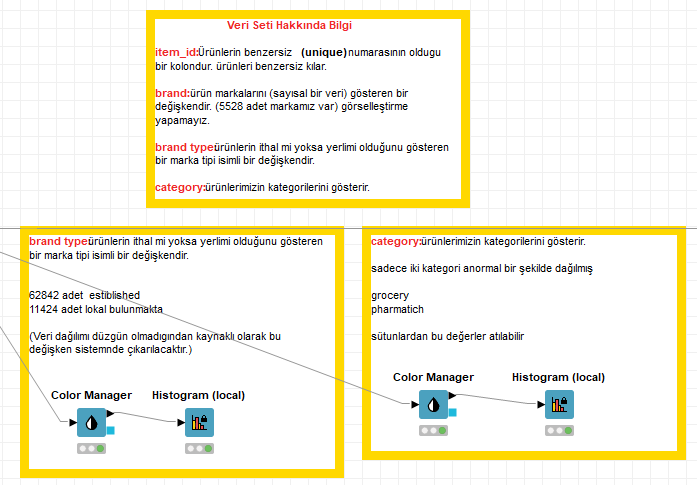 Veri Seti Hakkında Bilgi
item_id:Ürünlerin benzersiz (unique) numarasının oldugu
bir kolondur. ürünleri benzersiz kılar.
brand:ürün markalarını (sayısal bir veri) gösteren bir
değişkendir. (5528 adet markamız var) görselleştirme
yapamayız.
brand type ürünlerin ithal mi yoksa yerlimi olduğunu gösteren
bir marka tipi isimli bir değişkendir.
category:ürünlerimizin kategorilerini gösterir.
brand type ürünlerin ithal mi yoksa yerlimi olduğunu gösteren
bir marka tipi isimli bir değişkendir.
62842 adet estiblished
11424 adet lokal bulunmakta
(Veri dağılımı düzgün olmadıgından kaynaklı olarak bu
değişken sistemnde çıkarılacaktır.)
Color Manager
Histogram (local)
category:ürünlerimizin kategorilerini gösterir.
sadece iki kategori anormal bir şekilde dağılmış
grocery
pharmatich
sütunlardan bu değerler atılabilir
Color Manager
Histogram (local)